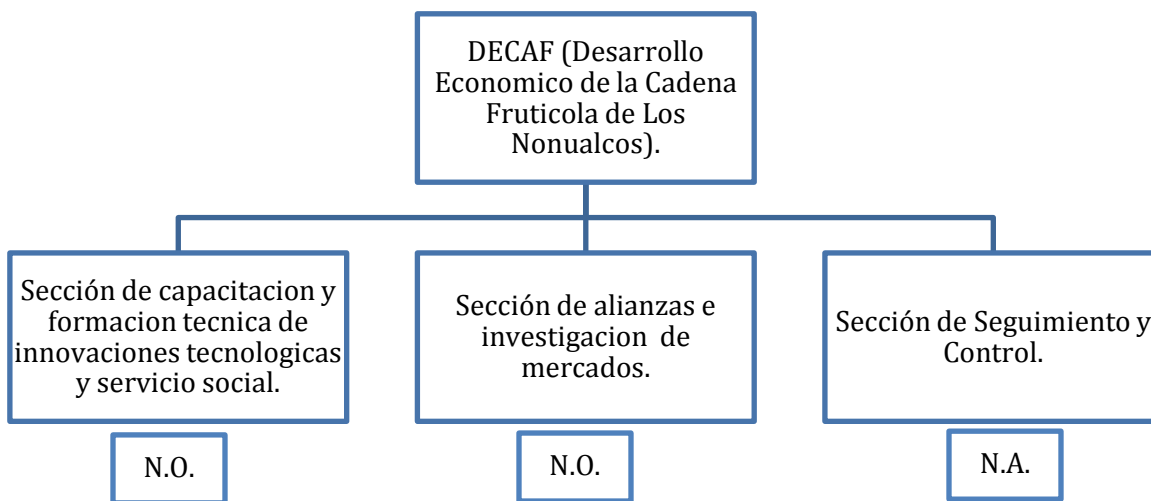 DECAF (Desarrollo
Economico de la Cadena
Fruticola de Los
Nonualcos).
Sección de capacitacion y
formacion tecnica de
innovaciones tecnologicas
y servicio social.
Sección de alianzas e
investigacion de
mercados.
Sección de Seguimiento y
Control.
N.O.
N.O.
N.A.